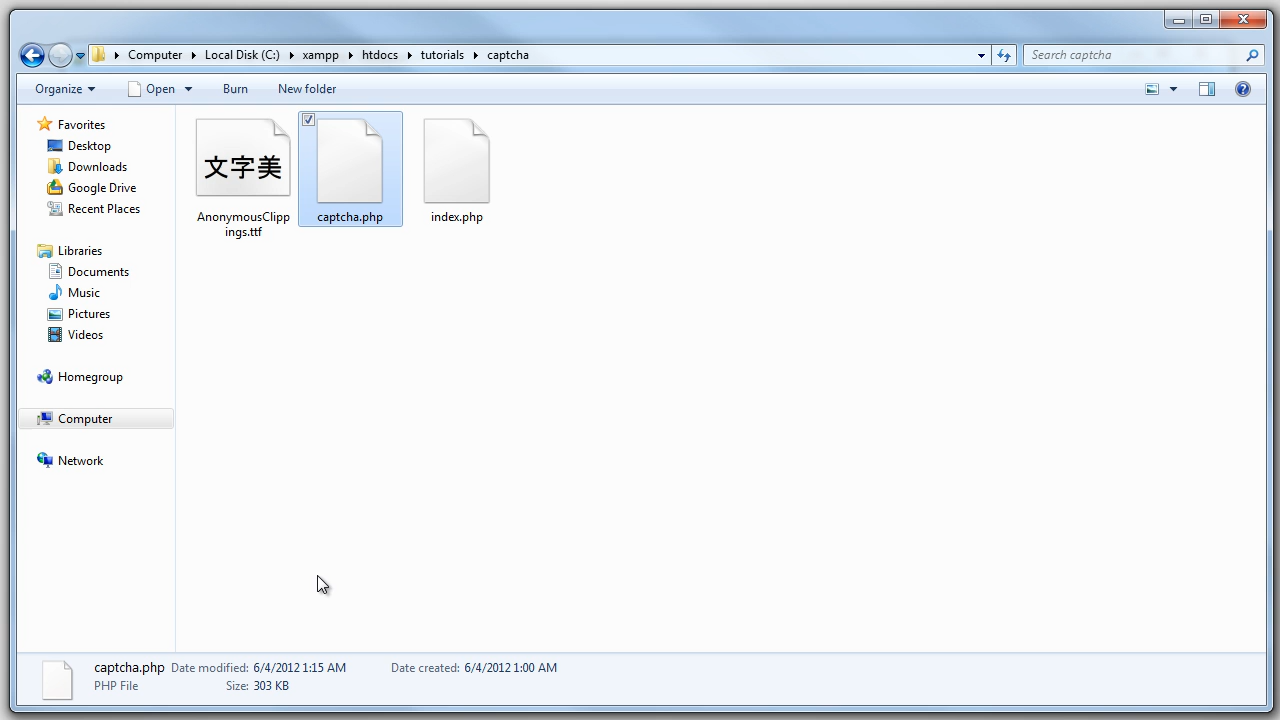 Computer Local Disk (C:) xampp htdocs tutorials captcha
Search captcha
Organize Open Burn New folder
Favorites
Desktop
Downloads
Google Drive
Recent Places
Libraries
Documents
Music
Pictures
Videos
Homegroup
Computer
Network
文字美
AnonymousClipp
ings.ttf
captcha.php
index.php
captcha.php Date modified: 6/4/2012 1:15 AM Date created: 6/4/2012 1:00 AM
PHP File Size: 303 KB